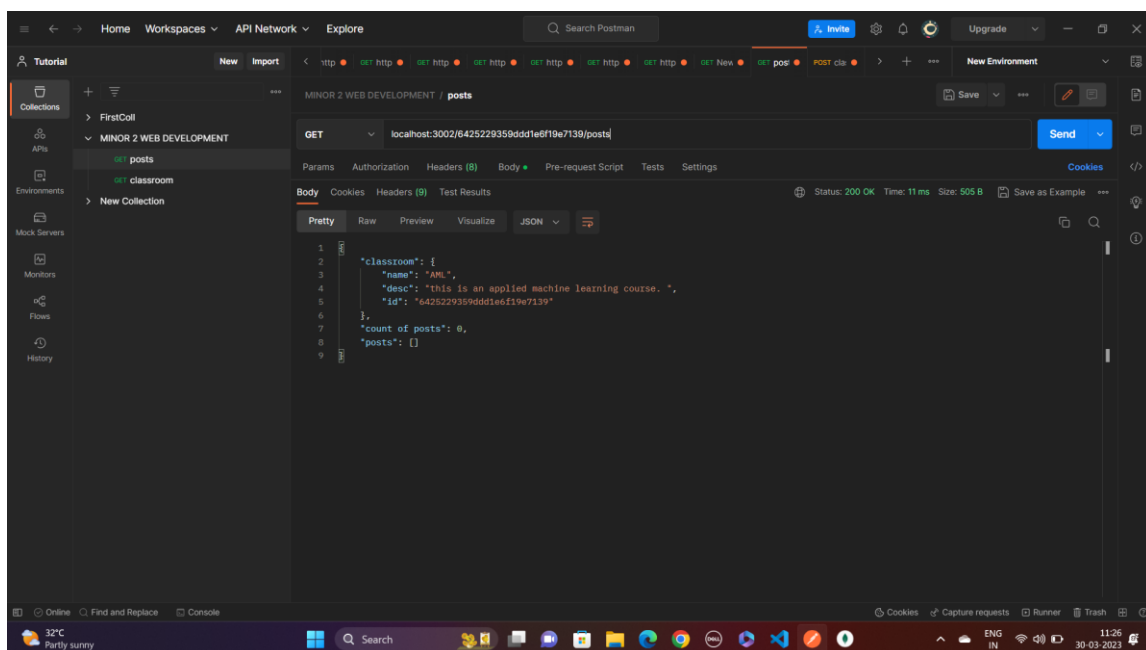 Home Workspaces API Network Explore Search Postman Invite Upgrade
Tutorial New Import http GET http GET http GET http GET http GET http GET http GET New GET post POST cla: New Environment
Collections
APIs
Environments
Mock Servers
Monitors
Flows
History
FirstColl
MINOR 2 WEB DEVELOPMENT
GET posts
GET classroom
New Collection
MINOR 2 WEB DEVELOPMENT / posts Save
GET localhost:3002/6425229359ddd1e6f19e7139/posts Send
Params Authorization Headers (8) Body Pre-request Script Tests Settings Cookies
Body Cookies Headers (9) Test Results Status: 200 OK Time: 11 ms Size: 505 B Save as Example
Pretty Raw Preview Visualize JSON
1 {
2 "classroom": {
3 "name": "AML",
4 "desc": "this is an applied machine learning course. ",
5 "id": "6425229359ddd1e6f19e7139"
6 },
7 "count of posts": 0,
8 "posts": []
9 }
Online Find and Replace Console Cookies Capture requests Runner Trash
32°C
Partly sunny
Search
DELL
ENG
IN
11:26
30-03-2023